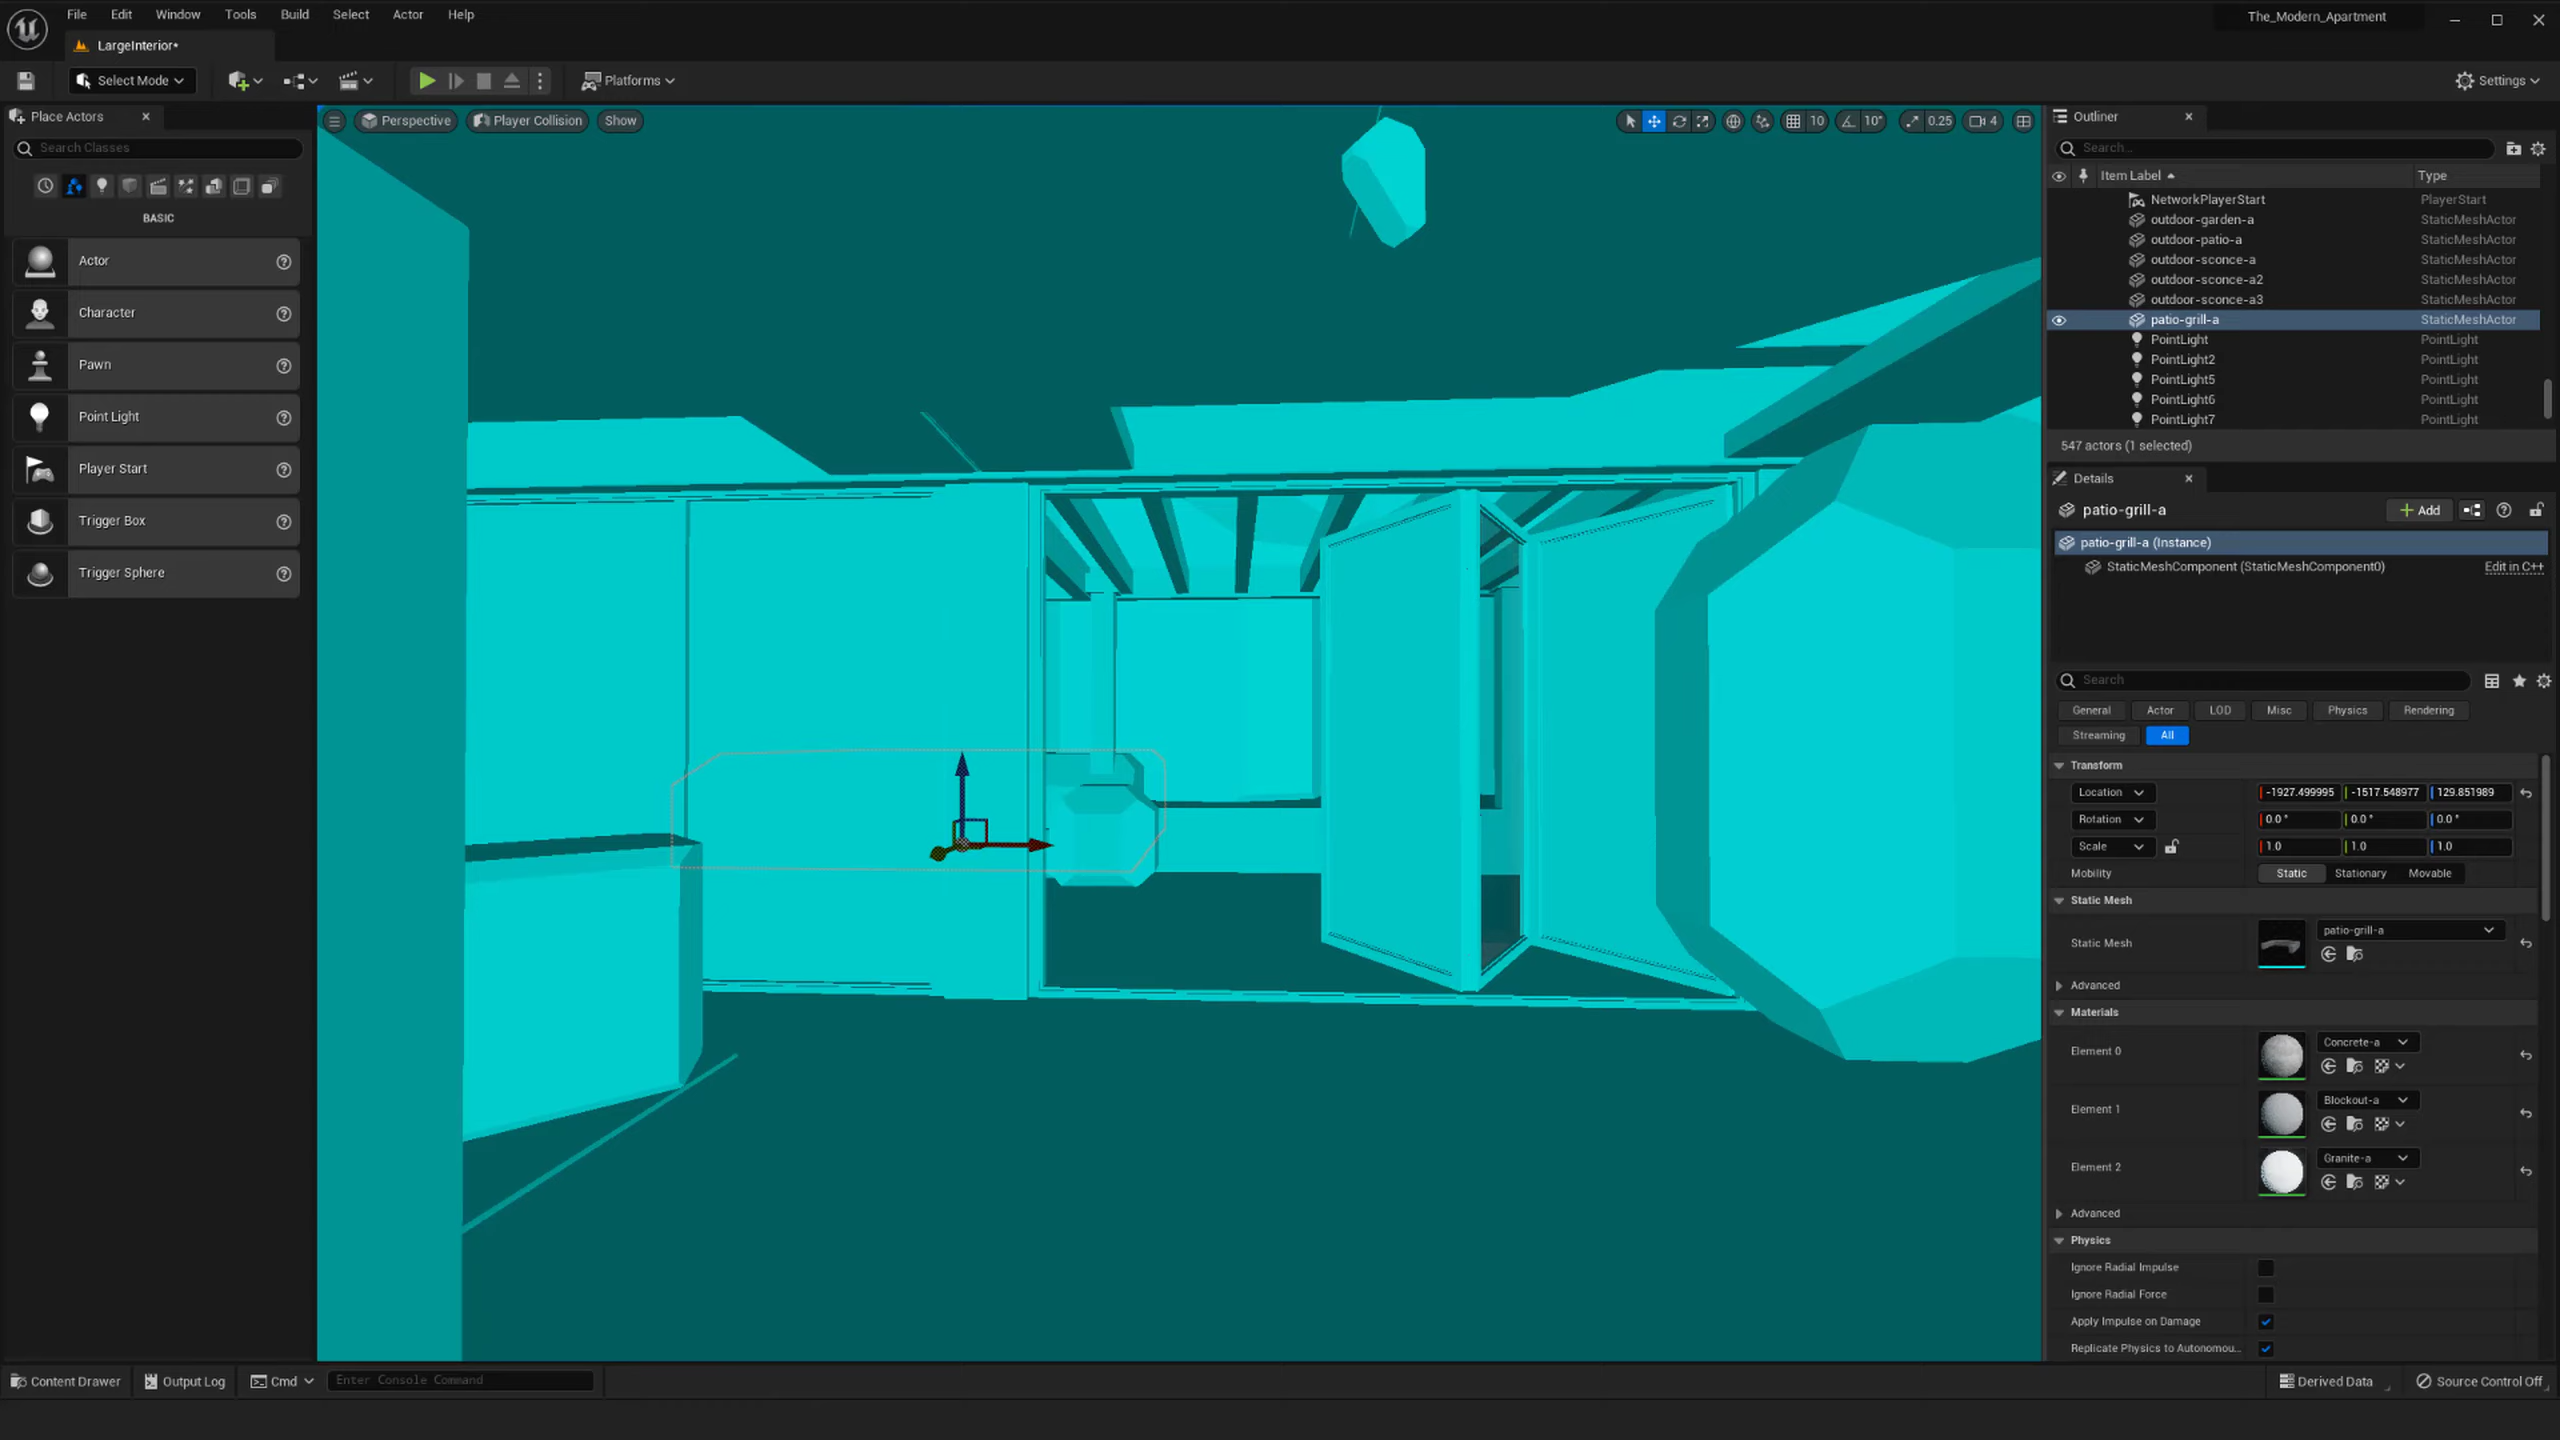 File Edit Window Tools Build Select Actor Help
The_Modern_Apartment
LargeInterior*
Select Mode
Platforms
Settings
Place Actors
Search Classes
BASIC
Actor
Character
Pawn
Point Light
Player Start
Trigger Box
Trigger Sphere
Perspective Player Collision Show
10 10° 0.25 4
Outliner
Search...
Item Label Type
NetworkPlayerStart PlayerStart
outdoor-garden-a StaticMeshActor
outdoor-patio-a StaticMeshActor
outdoor-sconce-a StaticMeshActor
outdoor-sconce-a2 StaticMeshActor
outdoor-sconce-a3 StaticMeshActor
patio-grill-a StaticMeshActor
PointLight PointLight
PointLight2 PointLight
PointLight5 PointLight
PointLight6 PointLight
PointLight7 PointLight
547 actors (1 selected)
Details
patio-grill-a
Add
patio-grill-a (Instance)
StaticMeshComponent (StaticMeshComponent0) Edit in C++
Search
General Actor LOD Misc Physics Rendering
Streaming All
Transform
Location -1927.499995 -1517.548977 129.851989
Rotation 0.0 ° 0.0 ° 0.0 °
Scale 1.0 1.0 1.0
Mobility Static Stationary Movable
Static Mesh
Static Mesh patio-grill-a
Advanced
Materials
Element 0 Concrete-a
Element 1 Blockout-a
Element 2 Granite-a
Advanced
Physics
Ignore Radial Impulse
Ignore Radial Force
Apply Impulse on Damage
Replicate Physics to Autonomou...
Content Drawer Output Log Cmd Enter Console Command
Derived Data Source Control Off